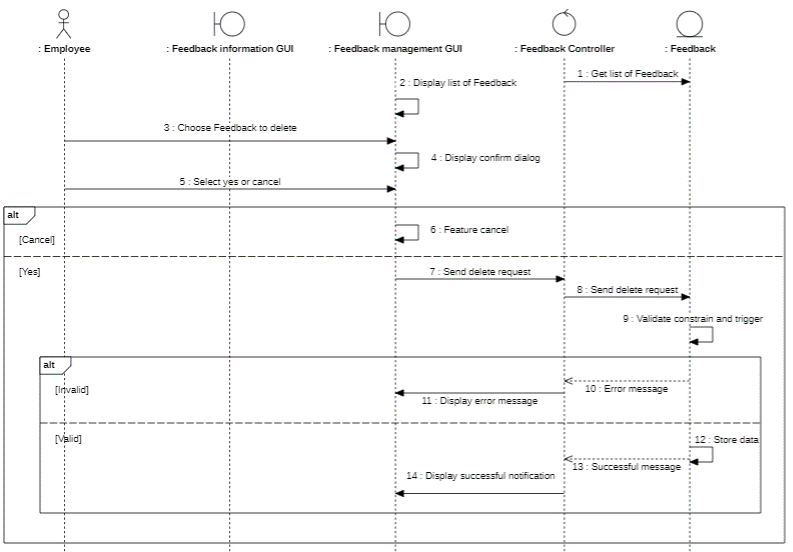 : Employee
: Feedback information GUI
: Feedback management GUI
: Feedback Controller
: Feedback
1 : Get list of Feedback
2 : Display list of Feedback
3 : Choose Feedback to delete
4 : Display confirm dialog
5 : Select yes or cancel
alt
[Cancel]
6 : Feature cancel
[Yes]
7 : Send delete request
8 : Send delete request
9 : Validate constrain and trigger
alt
[Invalid]
10 : Error message
11 : Display error message
[Valid]
12 : Store data
13 : Successful message
14 : Display successful notification